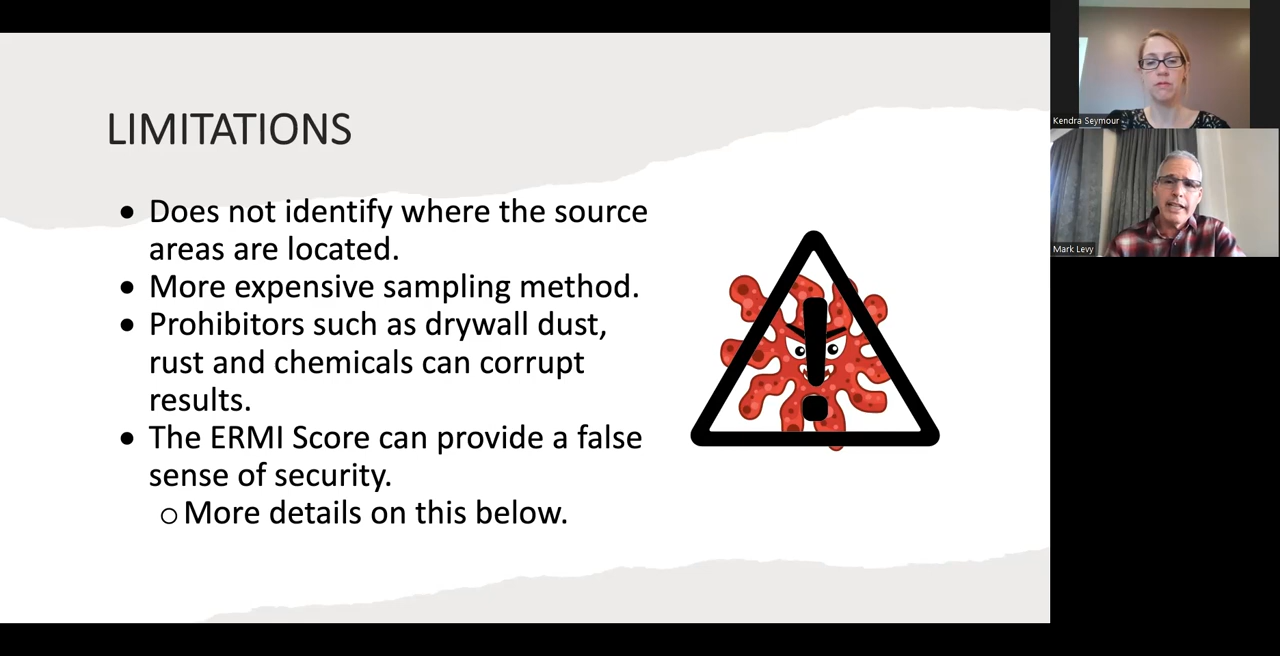 LIMITATIONS
• Does not identify where the source
areas are located.
• More expensive sampling method.
• Prohibitors such as drywall dust,
rust and chemicals can corrupt
results.
• The ERMI Score can provide a false
sense of security.
○ More details on this below.
!
Kendra Seymour
Mark Levy